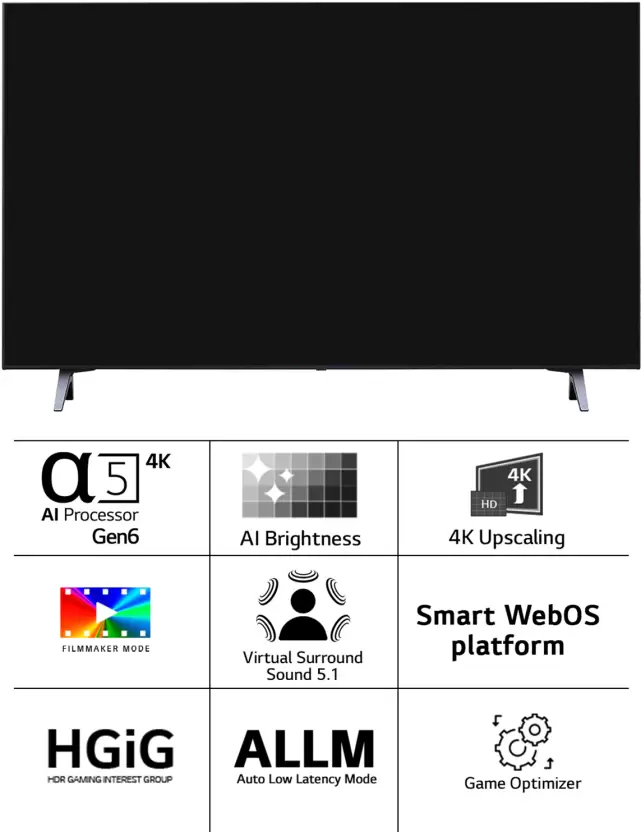 α5 4K
AI Processor
Gen6
AI Brightness
4K
HD
4K Upscaling
FILMMAKER MODE
Virtual Surround
Sound 5.1
Smart WebOS
platform
HGiG
HDR GAMING INTEREST GROUP
ALLM
Auto Low Latency Mode
Game Optimizer